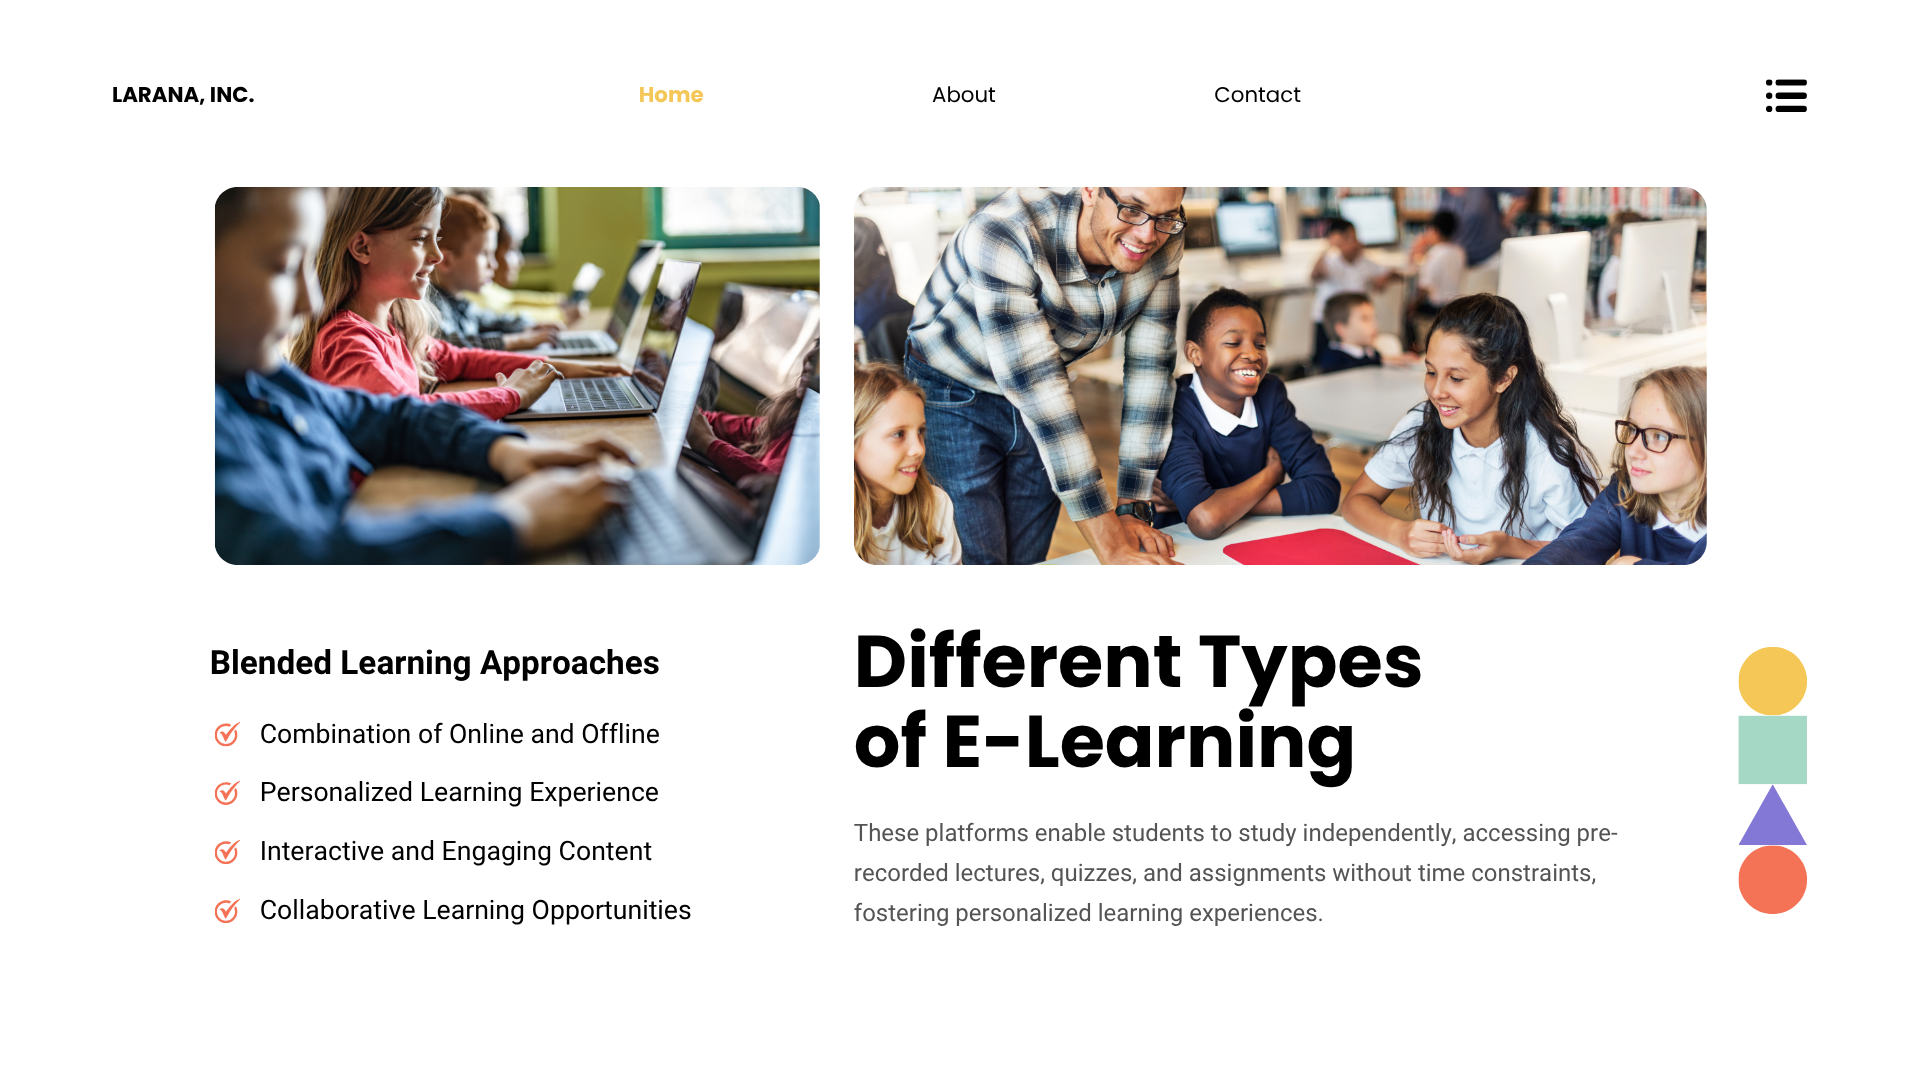 LARANA, INC.
Home
About
Contact
Blended Learning Approaches
Combination of Online and Offline
Personalized Learning Experience
Interactive and Engaging Content
Collaborative Learning Opportunities
Different Types
of E-Learning
These platforms enable students to study independently, accessing pre-
recorded lectures, quizzes, and assignments without time constraints,
fostering personalized learning experiences.